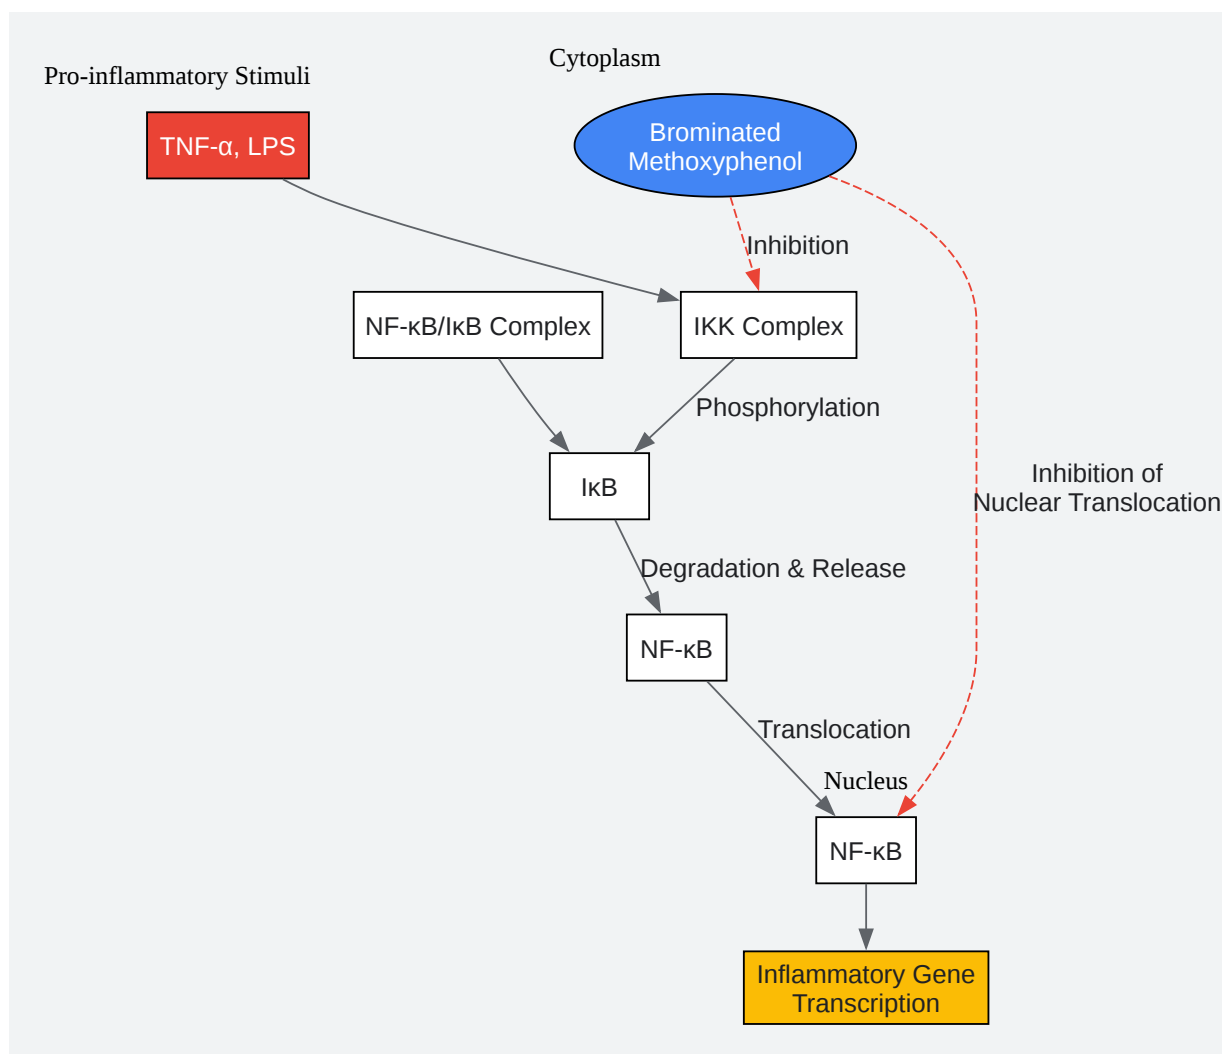 Cytoplasm
Pro-inflammatory Stimuli
TNF-α, LPS
Brominated
Methoxyphenol
Inhibition
NF-κB/IκB Complex
IKK Complex
Phosphorylation
Inhibition of
Nuclear Translocation
IκB
Degradation & Release
NF-κB
Translocation
Nucleus
NF-κB
Inflammatory Gene
Transcription